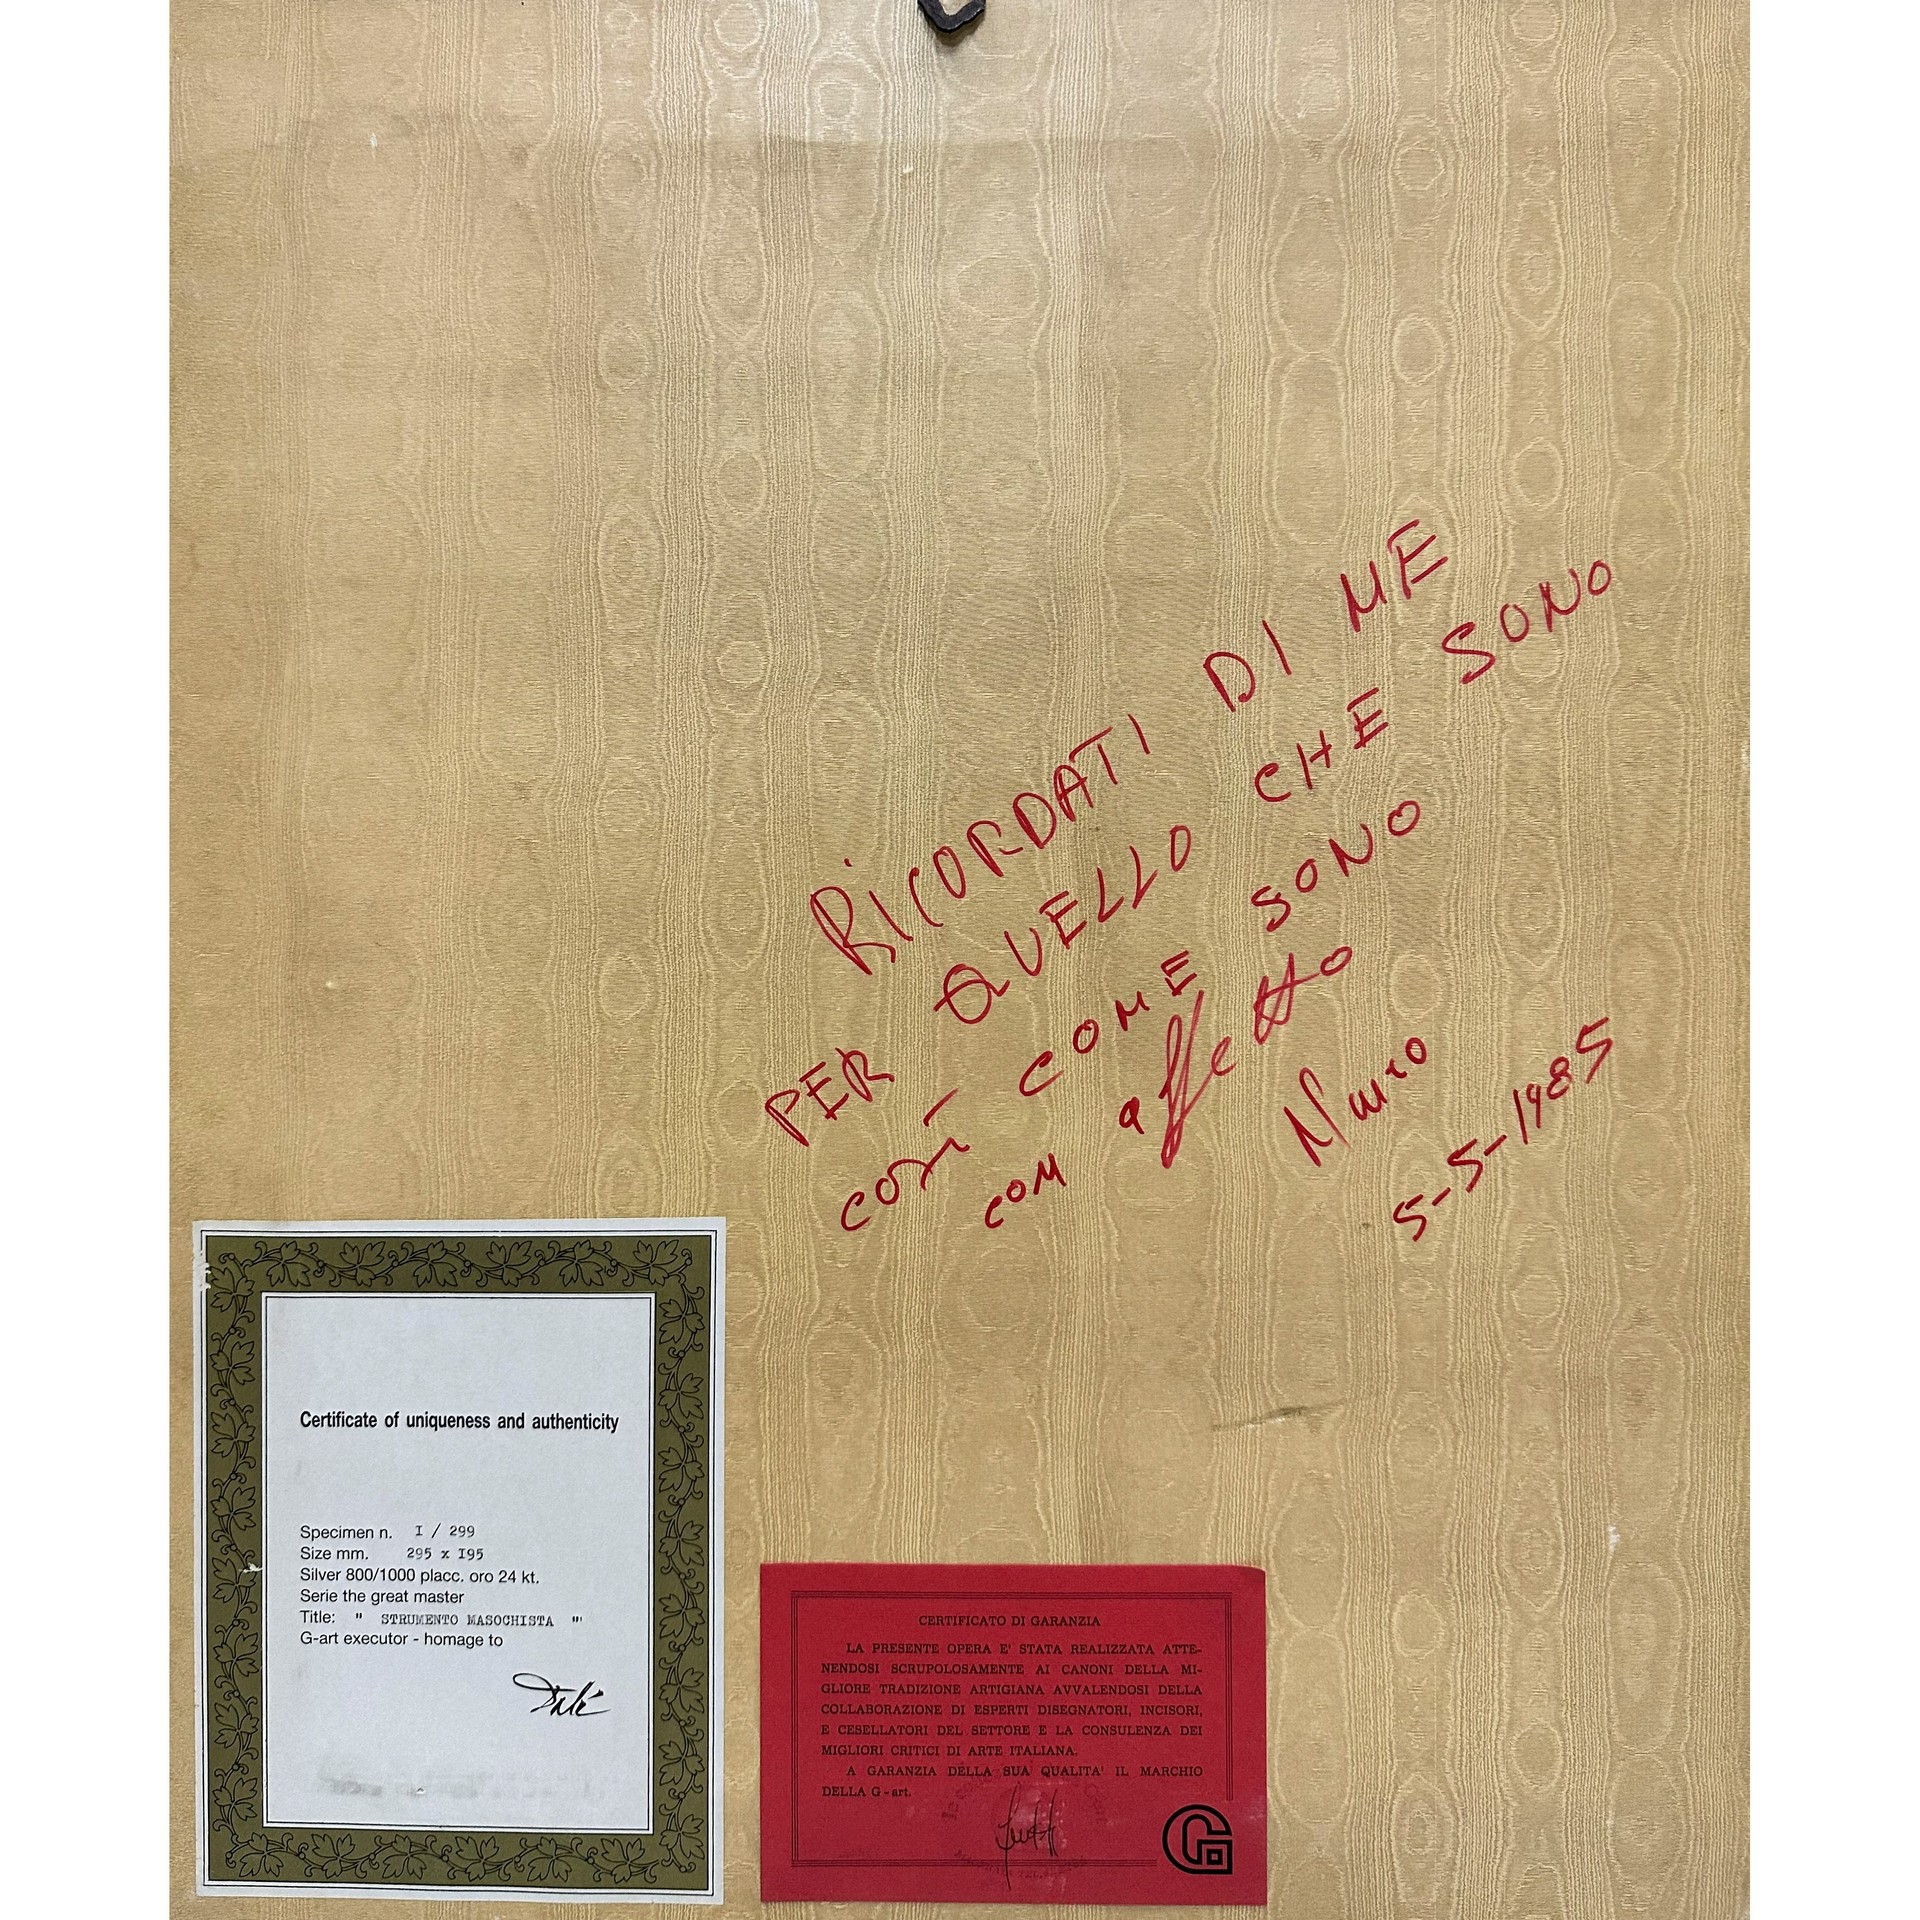 RICORDATI DI ME
PER QUELLO CHE SONO
così COME SONO
con affetto
5-5-1985
Certificate of uniqueness and authenticity
Specimen n. I / 299
Size mm. 295 x I95
Silver 800/1000 placc. oro 24 kt.
Serie the great master
Title: " STRUMENTO MASOCHISTA "
G-art executor - homage to
Dalí
CERTIFICATO DI GARANZIA
LA PRESENTE OPERA E' STATA REALIZZATA ATTE-
NENDOSI SCRUPOLOSAMENTE AI CANONI DELLA MI-
GLIORE TRADIZIONE ARTIGIANA AVVALENDOSI DELLA
COLLABORAZIONE DI ESPERTI DISEGNATORI, INCISORI,
E CESELLATORI DEL SETTORE E LA CONSULENZA DEI
MIGLIORI CRITICI DI ARTE ITALIANA.
A GARANZIA DELLA SUA QUALITA' IL MARCHIO
DELLA G-art.